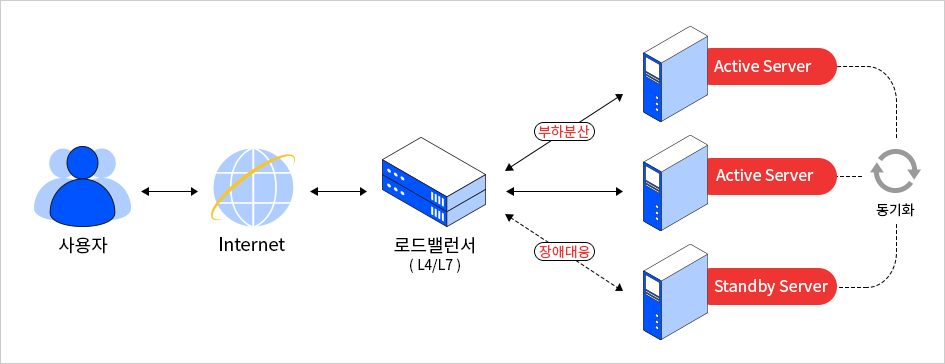 Active Server
부하분산
Active Server
사용자
Internet
로드밸런서
( L4/L7 )
동기화
장애대응
Standby Server